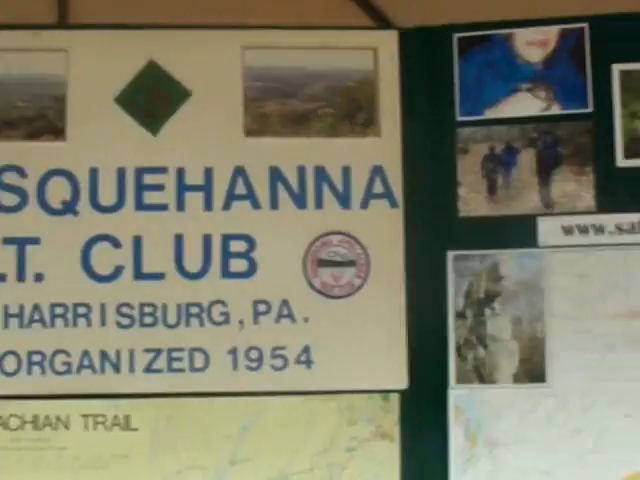 SQUEHANNA
.T. CLUB
HARRISBURG, PA.
ORGANIZED 1954
ACHIAN TRAIL
www.sa